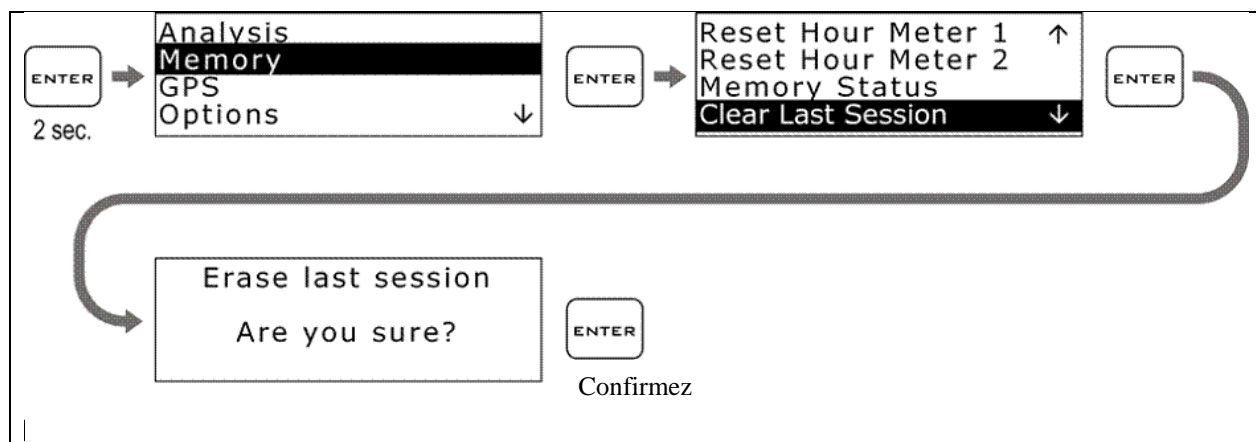 ENTER
2 sec.
Analysis
Memory
GPS
Options ↓
ENTER
Reset Hour Meter 1 ↑
Reset Hour Meter 2
Memory Status
Clear Last Session ↓
ENTER
Erase last session
Are you sure?
ENTER
Confirmez